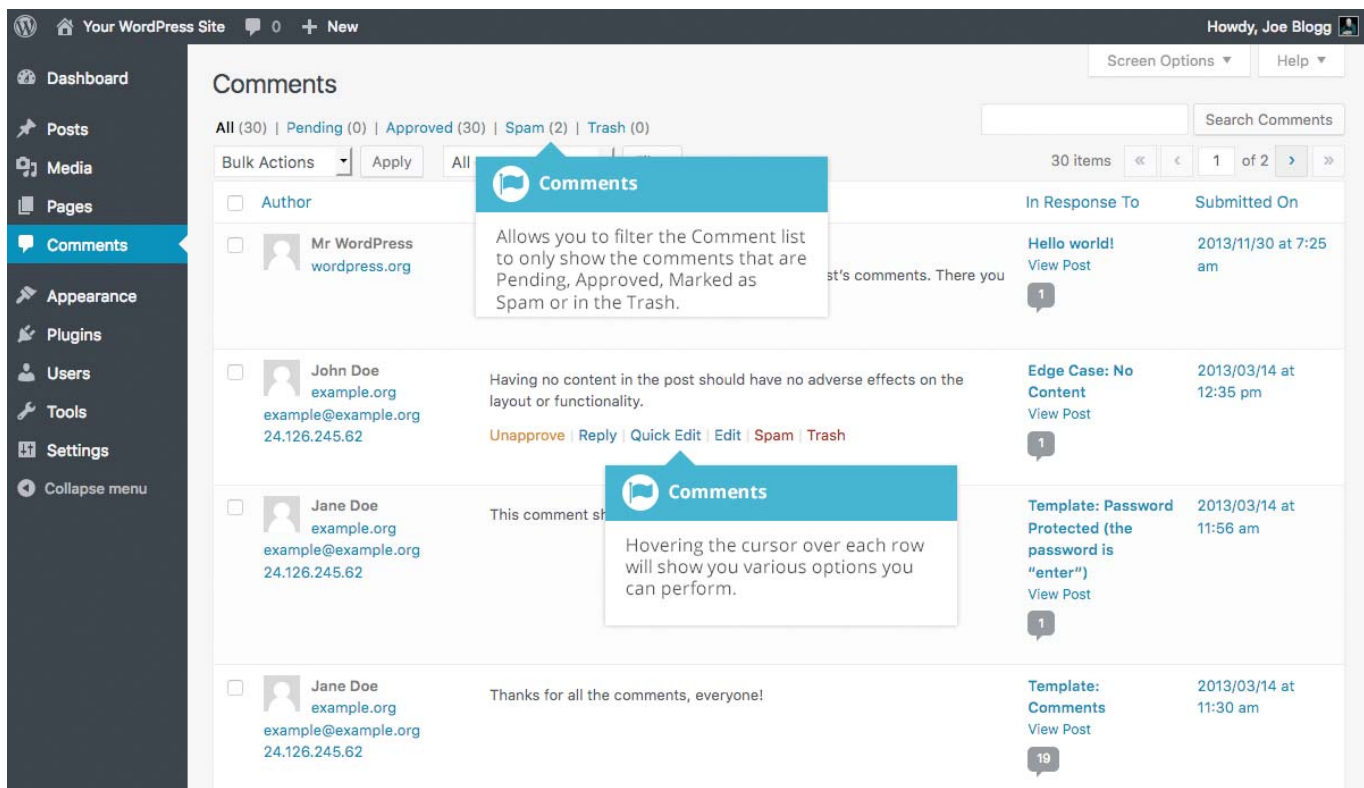 Your WordPress Site 0 + New
Howdy, Joe Blogg
Dashboard
Posts
Media
Pages
Comments
Appearance
Plugins
Users
Tools
Settings
Collapse menu
Screen Options ▼ Help ▼
Comments
All (30) | Pending (0) | Approved (30) | Spam (2) | Trash (0)
Search Comments
Bulk Actions Apply All
30 items « ‹ 1 of 2 › »
Comments
Allows you to filter the Comment list
to only show the comments that are
Pending, Approved, Marked as
Spam or in the Trash.
Author
In Response To
Submitted On
Mr WordPress
wordpress.org
st's comments. There you
Hello world!
View Post
1
2013/11/30 at 7:25
am
John Doe
example.org
example@example.org
24.126.245.62
Having no content in the post should have no adverse effects on the
layout or functionality.
Unapprove | Reply | Quick Edit | Edit | Spam | Trash
Edge Case: No
Content
View Post
1
2013/03/14 at
12:35 pm
Comments
Hovering the cursor over each row
will show you various options you
can perform.
Jane Doe
example.org
example@example.org
24.126.245.62
This comment
Template: Password
Protected (the
password is
“enter”)
View Post
1
2013/03/14 at
11:56 am
Jane Doe
example.org
example@example.org
24.126.245.62
Thanks for all the comments, everyone!
Template:
Comments
View Post
19
2013/03/14 at
11:30 am